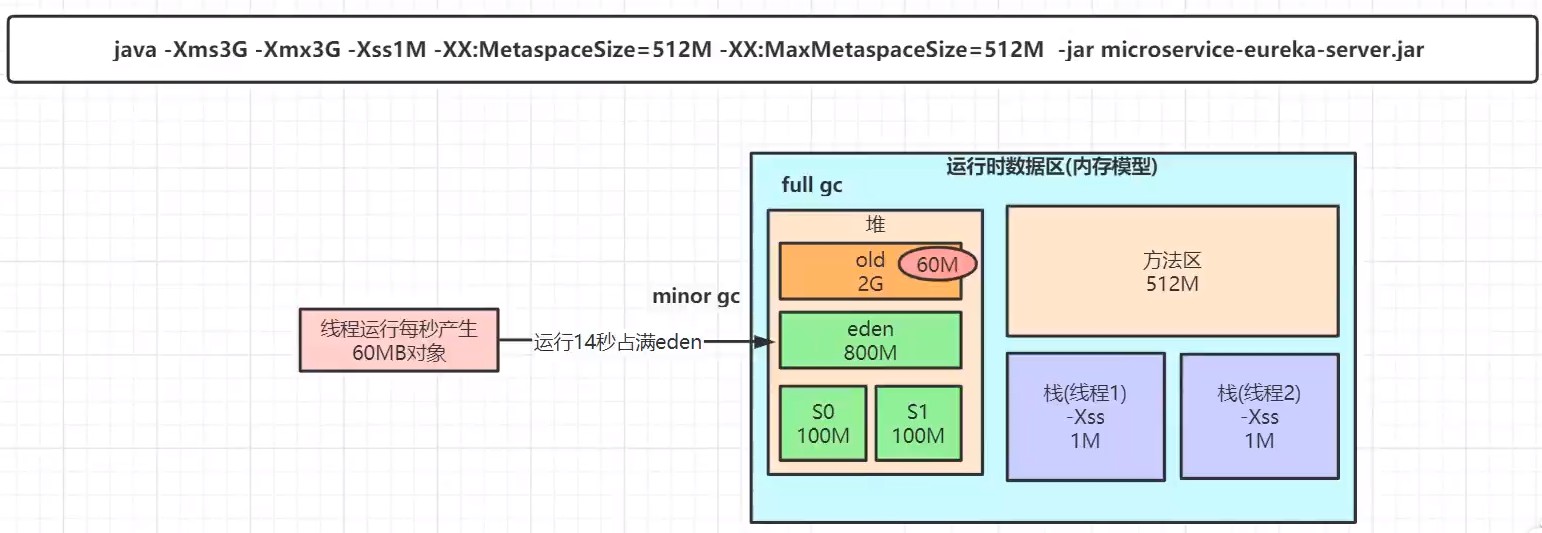 java -Xms3G -Xmx3G -Xss1M -XX:MetaspaceSize=512M -XX:MaxMetaspaceSize=512M -jar microservice-eureka-server.jar
运行时数据区(内存模型)
full gc
堆
old
2G
60M
方法区
512M
minor gc
线程运行每秒产生
60MB对象
运行14秒占满eden
eden
800M
S0
100M
S1
100M
栈(线程1)
-Xss
1M
栈(线程2)
-Xss
1M